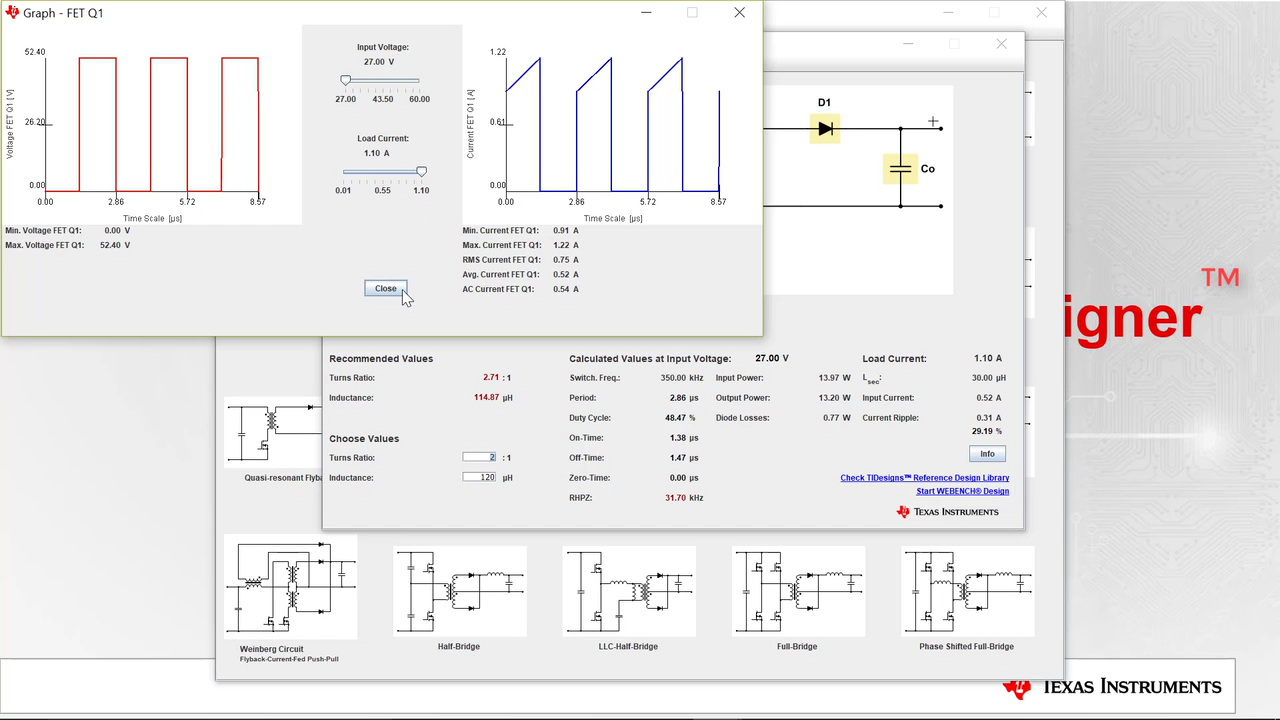 Graph - FET Q1
52.40
26.20
0.00
Voltage FET Q1 [V]
0.00 2.86 5.72 8.57
Time Scale [µs]
Min. Voltage FET Q1: 0.00 V
Max. Voltage FET Q1: 52.40 V
Input Voltage:
27.00 V
27.00 43.50 60.00
Load Current:
1.10 A
0.01 0.55 1.10
Close
1.22
0.61
0.00
Current FET Q1 [A]
0.00 2.86 5.72 8.57
Time Scale [µs]
Min. Current FET Q1: 0.91 A
Max. Current FET Q1: 1.22 A
RMS Current FET Q1: 0.75 A
Avg. Current FET Q1: 0.52 A
AC Current FET Q1: 0.54 A
D1
+
Co
TM
igner
Recommended Values
Turns Ratio: 2.71 : 1
Inductance: 114.87 µH
Choose Values
Turns Ratio: 2 : 1
Inductance: 120 µH
Calculated Values at Input Voltage: 27.00 V
Load Current: 1.10 A
Switch. Freq.: 350.00 kHz
Period: 2.86 µs
Duty Cycle: 48.47 %
On-Time: 1.38 µs
Off-Time: 1.47 µs
Zero-Time: 0.00 µs
RHPZ: 31.70 kHz
Input Power: 13.97 W
Output Power: 13.20 W
Diode Losses: 0.77 W
Lsec: 30.00 µH
Input Current: 0.52 A
Current Ripple: 0.31 A
29.19 %
Info
Check TIDesigns™ Reference Design Library
Start WEBENCH® Design
TEXAS INSTRUMENTS
Quasi-resonant Flyb
Weinberg Circuit
Flyback-Current-Fed Push-Pull
Half-Bridge
LLC-Half-Bridge
Full-Bridge
Phase Shifted Full-Bridge
TEXAS INSTRUMENTS